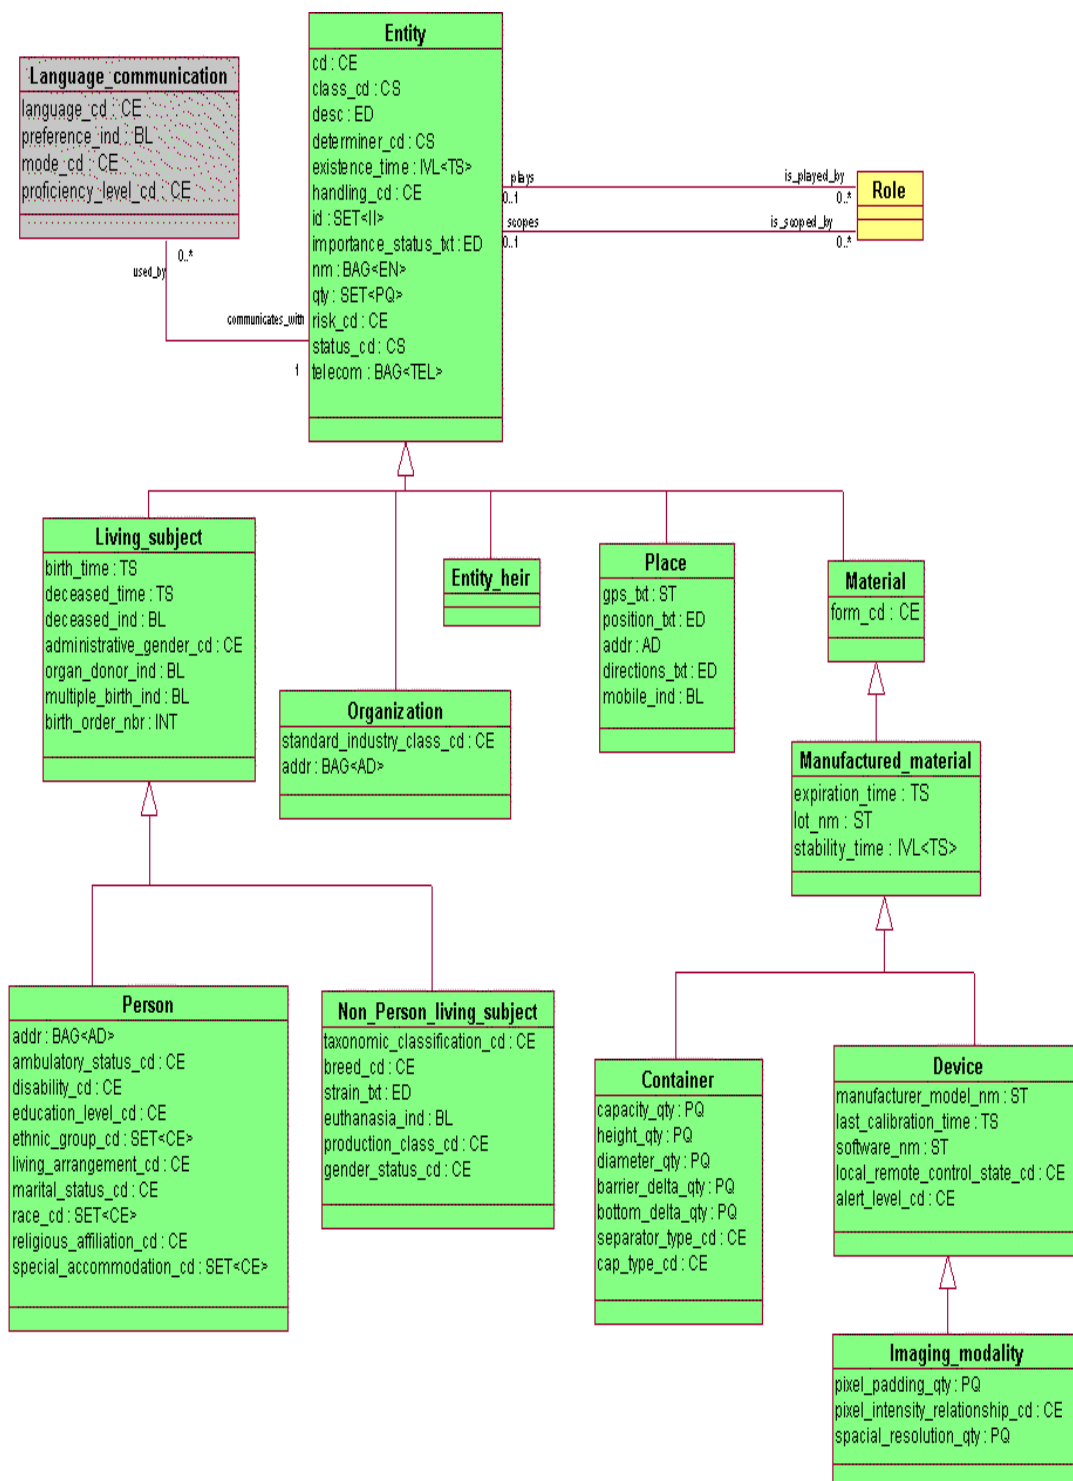 Entity
cd : CE
class_cd : CS
desc : ED
determiner_cd : CS
existence_time : IVL<TS>
handling_cd : CE
id : SET<II>
importance_status_txt : ED
nm : BAG<EN>
qty : SET<PQ>
risk_cd : CE
status_cd : CS
telecom : BAG<TEL>
Language_communication
language_cd : CE
preference_ind : BL
mode_cd : CE
proficiency_level_cd : CE
0..*
used_by
communicates_with
1
plays
0..1
is_played_by
0..*
scopes
0..1
is_scoped_by
0..*
Role
Living_subject
birth_time : TS
deceased_time : TS
deceased_ind : BL
administrative_gender_cd : CE
organ_donor_ind : BL
multiple_birth_ind : BL
birth_order_nbr : INT
Organization
standard_industry_class_cd : CE
addr : BAG<AD>
Entity_heir
Place
gps_txt : ST
position_txt : ED
addr : AD
directions_txt : ED
mobile_ind : BL
Material
form_cd : CE
Manufactured_material
expiration_time : TS
lot_nm : ST
stability_time : IVL<TS>
Person
addr : BAG<AD>
ambulatory_status_cd : CE
disability_cd : CE
education_level_cd : CE
ethnic_group_cd : SET<CE>
living_arrangement_cd : CE
marital_status_cd : CE
race_cd : SET<CE>
religious_affiliation_cd : CE
special_accommodation_cd : SET<CE>
Non_Person_living_subject
taxonomic_classification_cd : CE
breed_cd : CE
strain_txt : ED
euthanasia_ind : BL
production_class_cd : CE
gender_status_cd : CE
Container
capacity_qty : PQ
height_qty : PQ
diameter_qty : PQ
barrier_delta_qty : PQ
bottom_delta_qty : PQ
separator_type_cd : CE
cap_type_cd : CE
Device
manufacturer_model_nm : ST
last_calibration_time : TS
software_nm : ST
local_remote_control_state_cd : CE
alert_level_cd : CE
Imaging_modality
pixel_padding_qty : PQ
pixel_intensity_relationship_cd : CE
spacial_resolution_qty : PQ